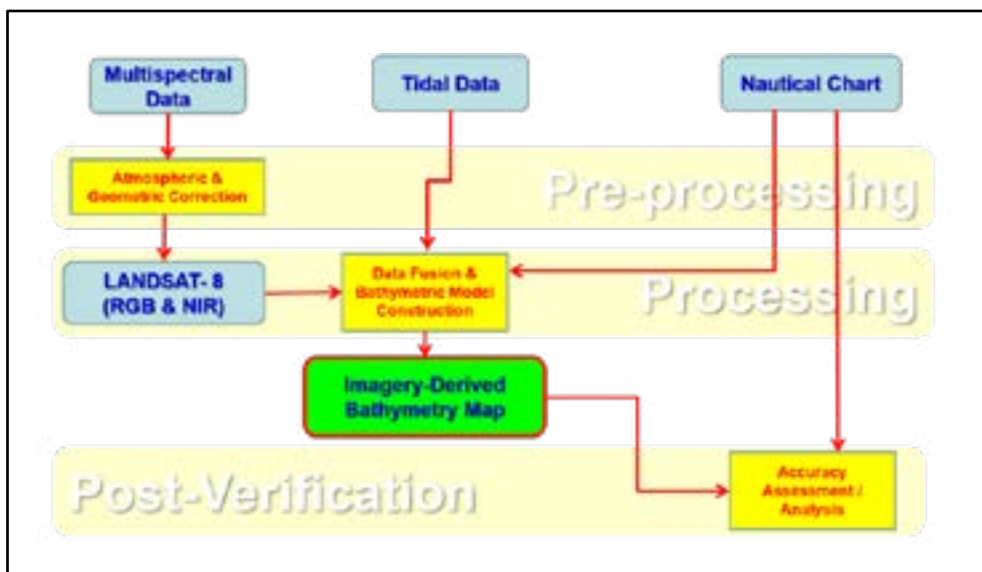 Multispectral
Data
Tidal Data
Nautical Chart
Atmospheric &
Geometric Correction
Pre-processing
LANDSAT- 8
(RGB & NIR)
Data Fusion &
Bathymetric Model
Construction
Processing
Imagery-Derived
Bathymetry Map
Post-Verification
Accuracy
Assessment /
Analysis